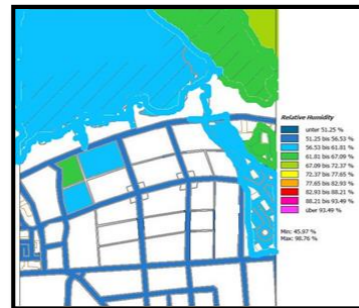 Relative Humidity
unter 51.25 %
51.25 bis 56.53 %
56.53 bis 61.81 %
61.81 bis 67.09 %
67.09 bis 72.37 %
72.37 bis 77.65 %
77.65 bis 82.93 %
82.93 bis 88.21 %
88.21 bis 93.49 %
über 93.49 %
Min: 45.97 %
Max: 98.76 %